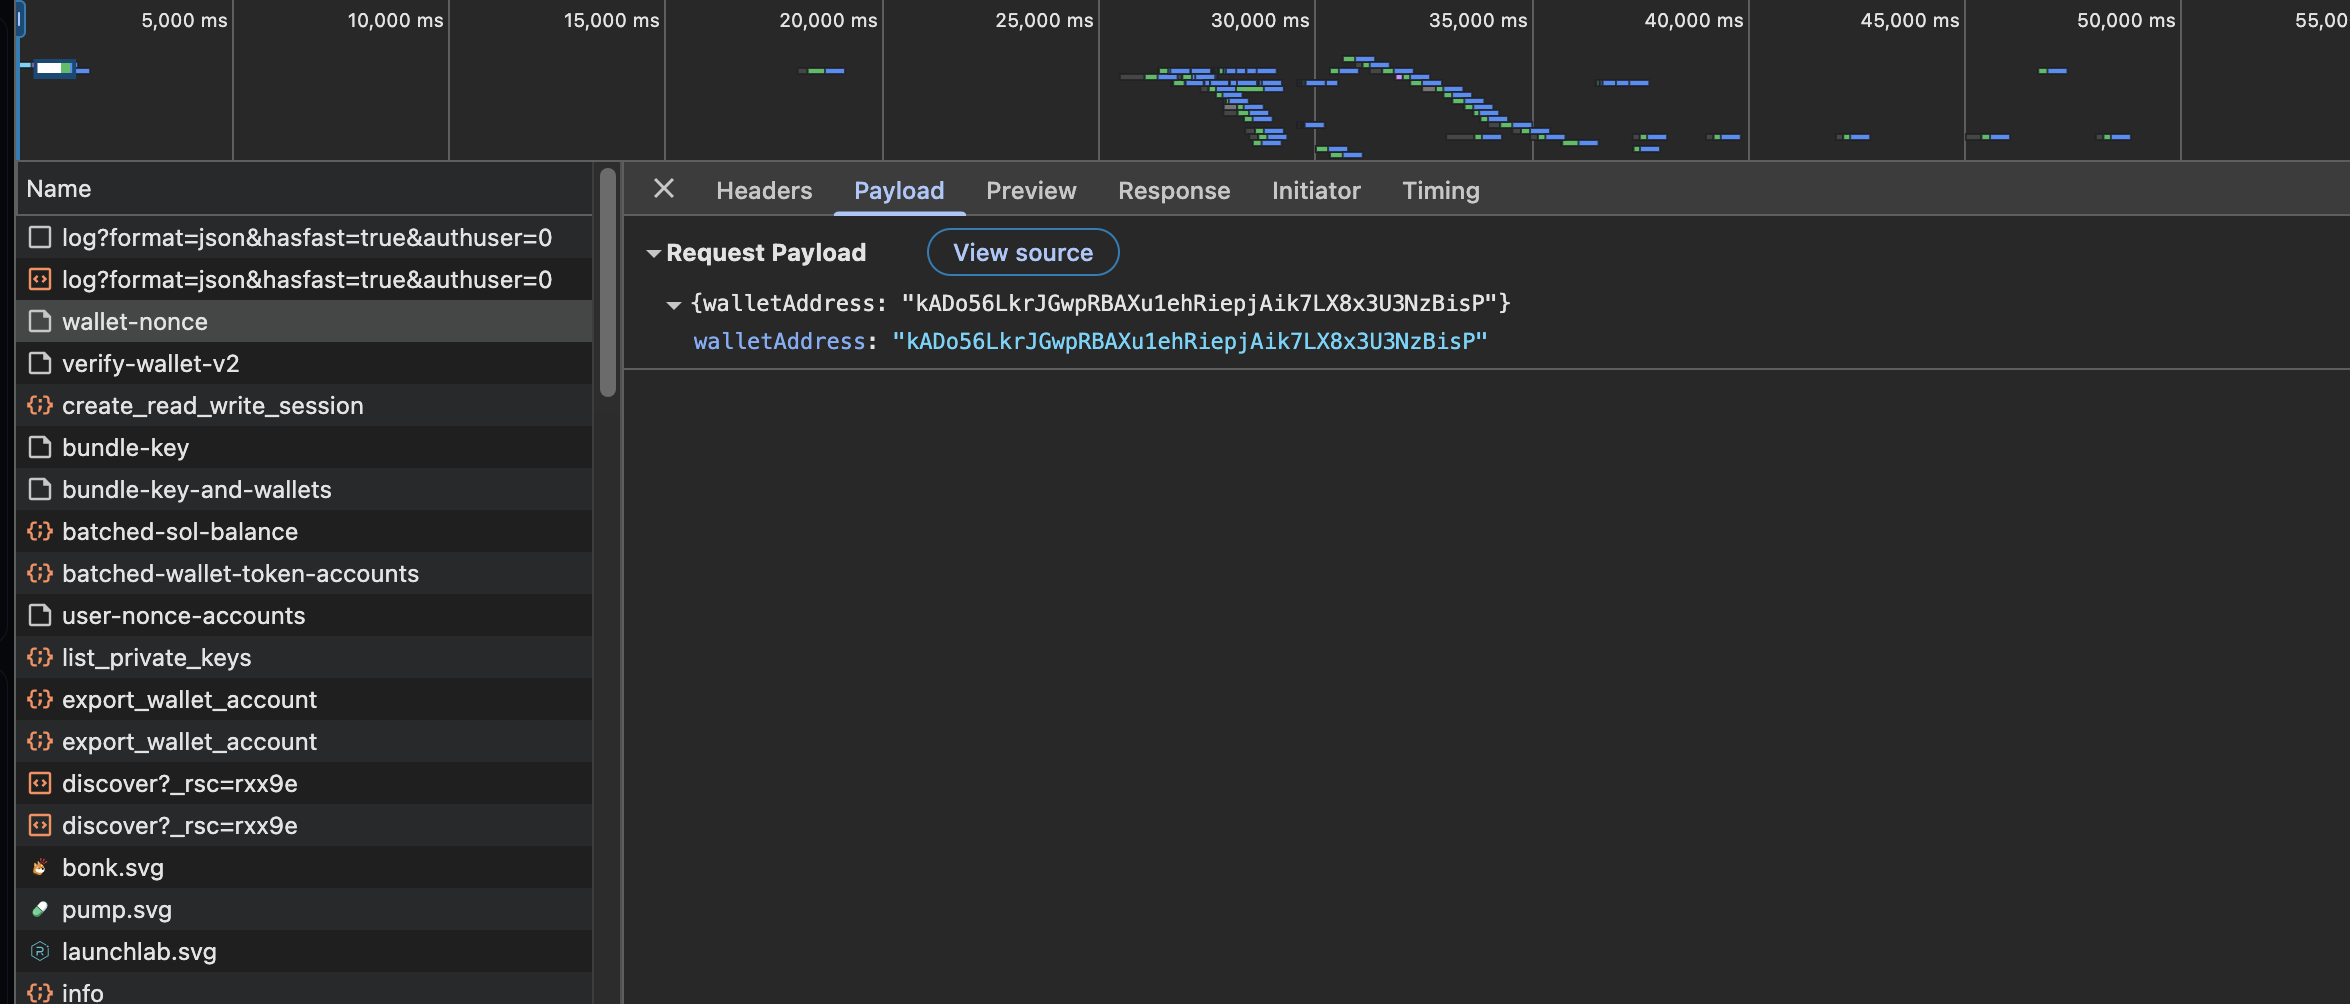 5,000 ms
10,000 ms
15,000 ms
20,000 ms
25,000 ms
30,000 ms
35,000 ms
40,000 ms
45,000 ms
50,000 ms
55,00
Name
log?format=json&hasfast=true&authuser=0
log?format=json&hasfast=true&authuser=0
wallet-nonce
verify-wallet-v2
create_read_write_session
bundle-key
bundle-key-and-wallets
batched-sol-balance
batched-wallet-token-accounts
user-nonce-accounts
list_private_keys
export_wallet_account
export_wallet_account
discover?_rsc=rxx9e
discover?_rsc=rxx9e
bonk.svg
pump.svg
launchlab.svg
info
Headers
Payload
Preview
Response
Initiator
Timing
Request Payload
View source
{walletAddress: "kADo56LkrJGwpRBAXu1ehRiepjAik7LX8x3U3NzBisP"}
walletAddress: "kADo56LkrJGwpRBAXu1ehRiepjAik7LX8x3U3NzBisP"